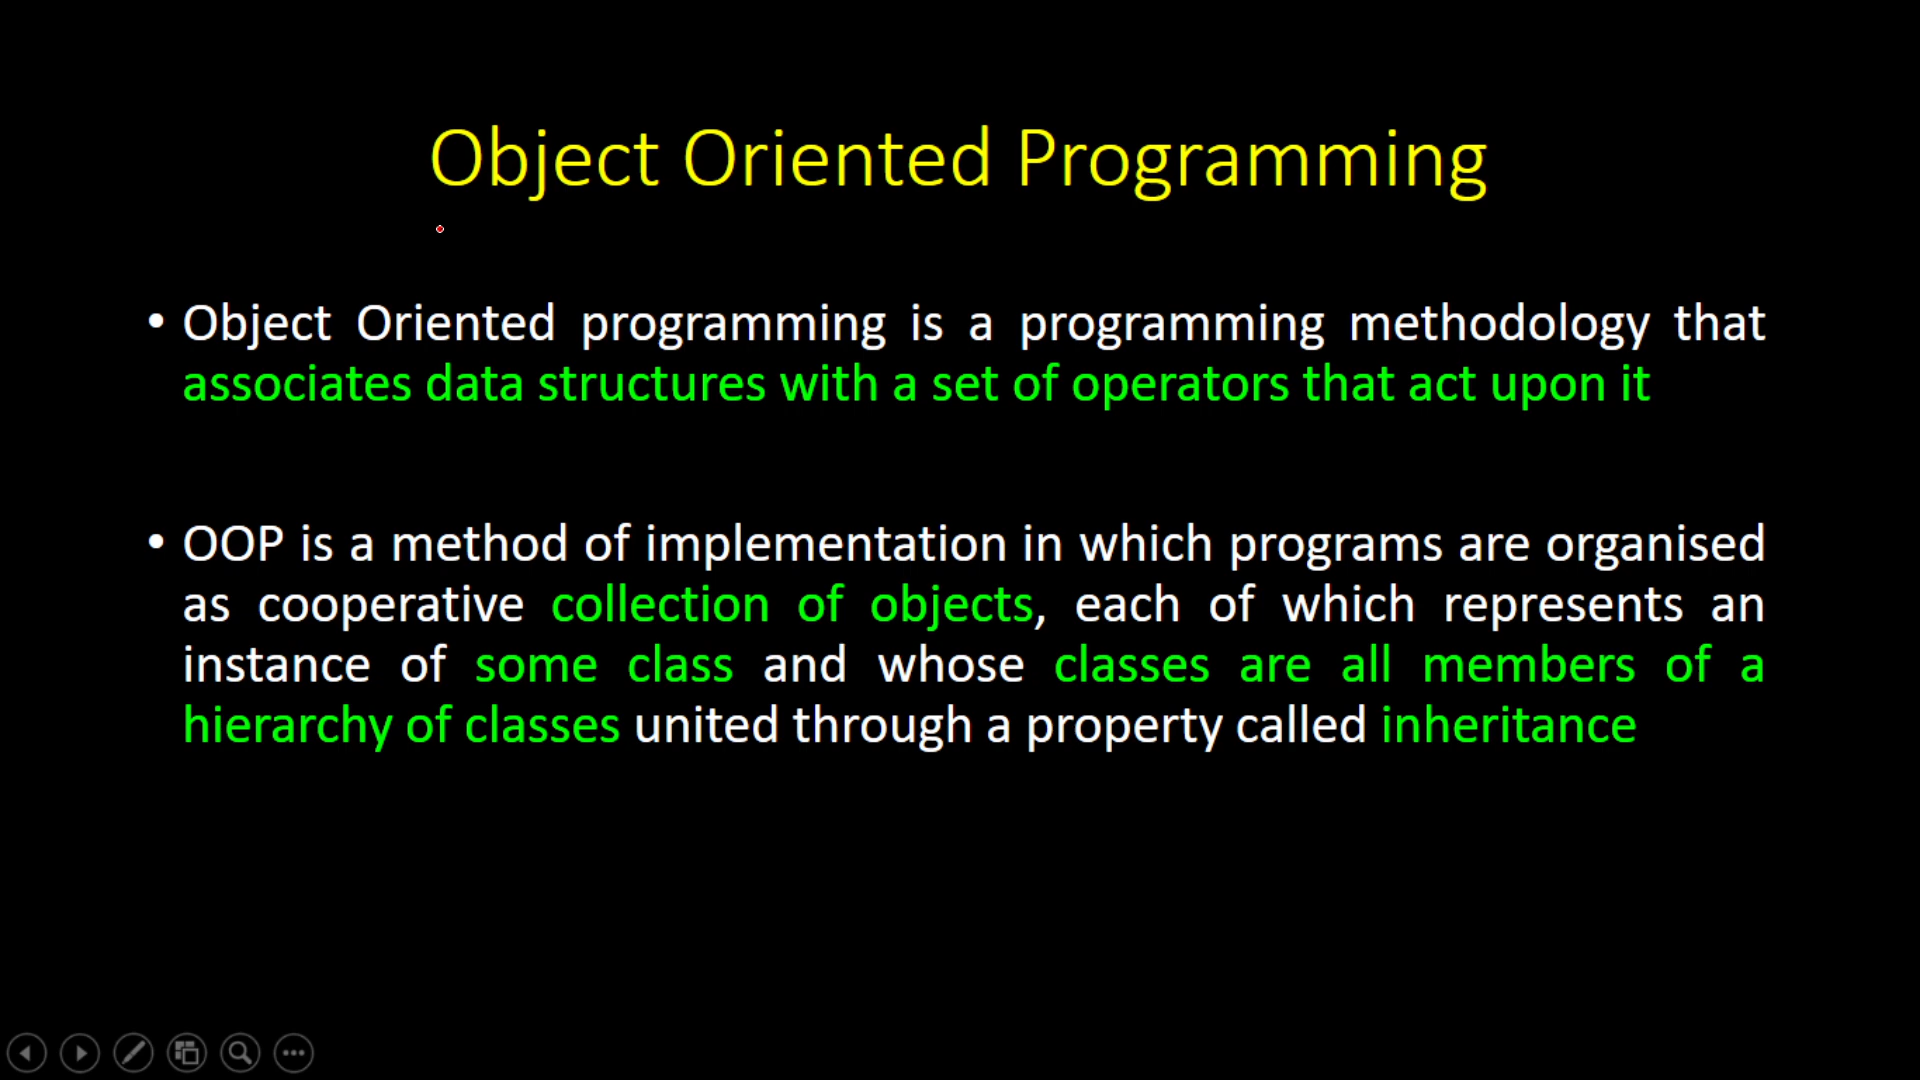 Object Oriented Programming
• Object Oriented programming is a programming methodology that
associates data structures with a set of operators that act upon it
• OOP is a method of implementation in which programs are organised
as cooperative collection of objects, each of which represents an
instance of some class and whose classes are all members of a
hierarchy of classes united through a property called inheritance